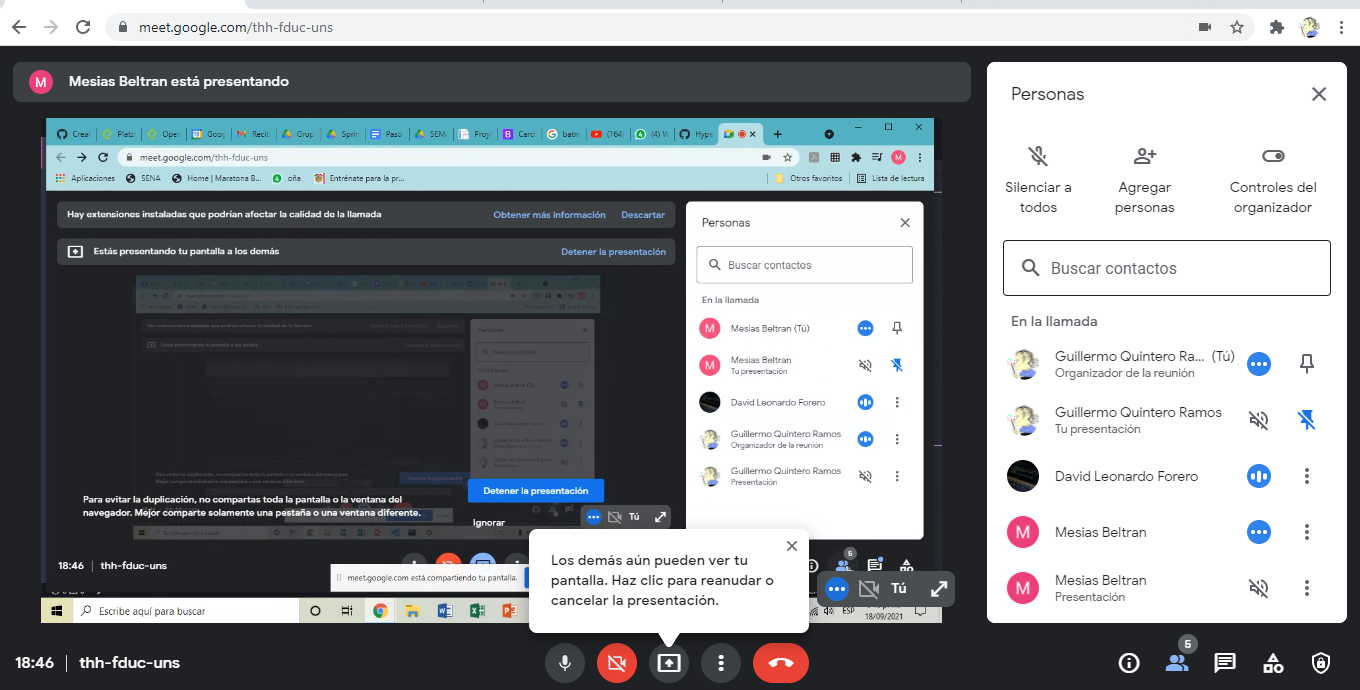 meet.google.com/thh-fduc-uns
M Mesias Beltran está presentando
Crea
Platz
Oper
Goo
Recib
Grup
Sprin
Paso
SEM
Proy
Card
batm
(164)
(4) W
Hype
meet.google.com/thh-fduc-uns
M
Aplicaciones
SENA
Home | Maratona B...
oña
Entrénate para la pr...
Otros favoritos
Lista de lectura
Hay extensiones instaladas que podrían afectar la calidad de la llamada
Obtener más información
Descartar
Estás presentando tu pantalla a los demás
Detener la presentación
Personas
Buscar contactos
En la llamada
M Mesias Beltran (Tú)
M Mesias Beltran
Tu presentación
David Leonardo Forero
Guillermo Quintero Ramos
Organizador de la reunión
Guillermo Quintero Ramos
Presentación
Para evitar la duplicación, no compartas toda la pantalla o la ventana del
navegador. Mejor comparte solamente una pestaña o una ventana diferente.
Detener la presentación
Ignorar
Tú
18:46 | thh-fduc-uns
5
meet.google.com está compartiendo tu pantalla.
Escribe aquí para buscar
ESP
18/09/2021
Los demás aún pueden ver tu
pantalla. Haz clic para reanudar o
cancelar la presentación.
Tú
18:46 | thh-fduc-uns
Personas
Silenciar a
todos
Agregar
personas
Controles del
organizador
Buscar contactos
En la llamada
Guillermo Quintero Ra... (Tú)
Organizador de la reunión
Guillermo Quintero Ramos
Tu presentación
David Leonardo Forero
M Mesias Beltran
M Mesias Beltran
Presentación
5